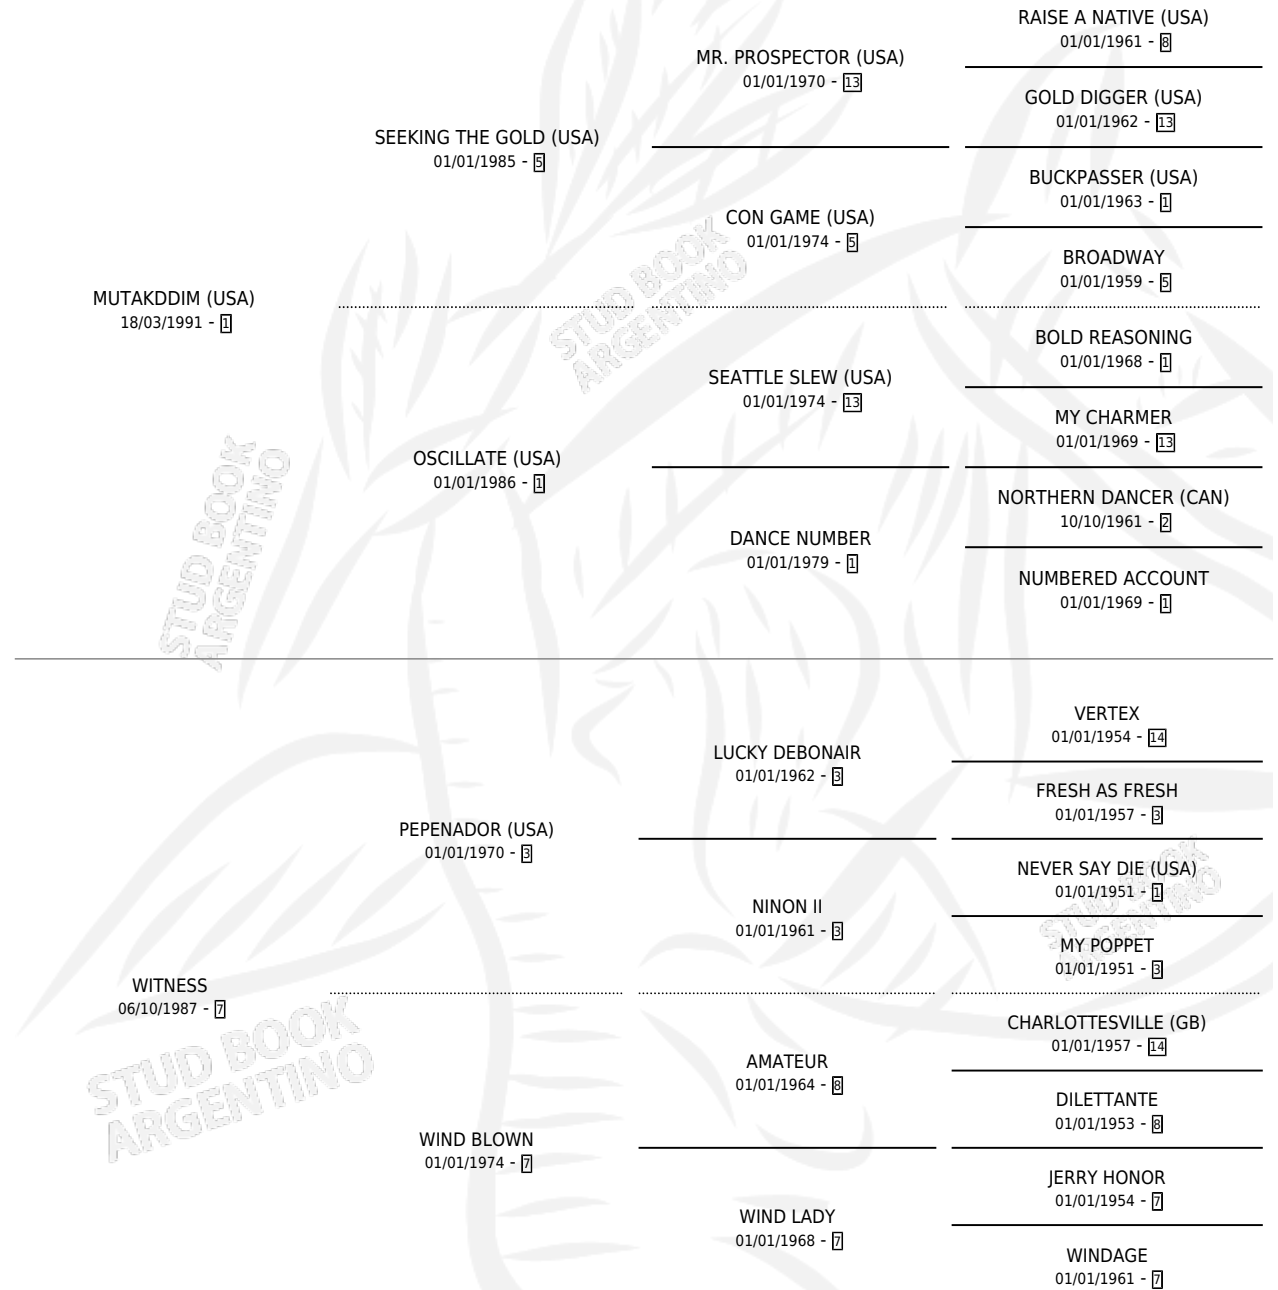 RAISE A NATIVE (USA)
01/01/1961 - 8
MR. PROSPECTOR (USA)
01/01/1970 - 13
GOLD DIGGER (USA)
01/01/1962 - 13
SEEKING THE GOLD (USA)
01/01/1985 - 5
BUCKPASSER (USA)
01/01/1963 - 1
CON GAME (USA)
01/01/1974 - 5
BROADWAY
01/01/1959 - 5
MUTAKDDIM (USA)
18/03/1991 - 1
BOLD REASONING
01/01/1968 - 1
SEATTLE SLEW (USA)
01/01/1974 - 13
MY CHARMER
01/01/1969 - 13
OSCILLATE (USA)
01/01/1986 - 1
NORTHERN DANCER (CAN)
10/10/1961 - 2
DANCE NUMBER
01/01/1979 - 1
NUMBERED ACCOUNT
01/01/1969 - 1
VERTEX
01/01/1954 - 14
LUCKY DEBONAIR
01/01/1962 - 3
FRESH AS FRESH
01/01/1957 - 3
PEPENADOR (USA)
01/01/1970 - 3
NEVER SAY DIE (USA)
01/01/1951 - 1
NINON II
01/01/1961 - 3
MY POPPET
01/01/1951 - 3
WITNESS
06/10/1987 - 7
CHARLOTTESVILLE (GB)
01/01/1957 - 14
AMATEUR
01/01/1964 - 8
DILETTANTE
01/01/1953 - 8
WIND BLOWN
01/01/1974 - 7
JERRY HONOR
01/01/1954 - 7
WIND LADY
01/01/1968 - 7
WINDAGE
01/01/1961 - 7
STUD BOOK
ARGENTINO
STUD BOOK
ARGENTINO
STUD BOOK
ARGENTINO
STUD BOOK
ARGENTINO